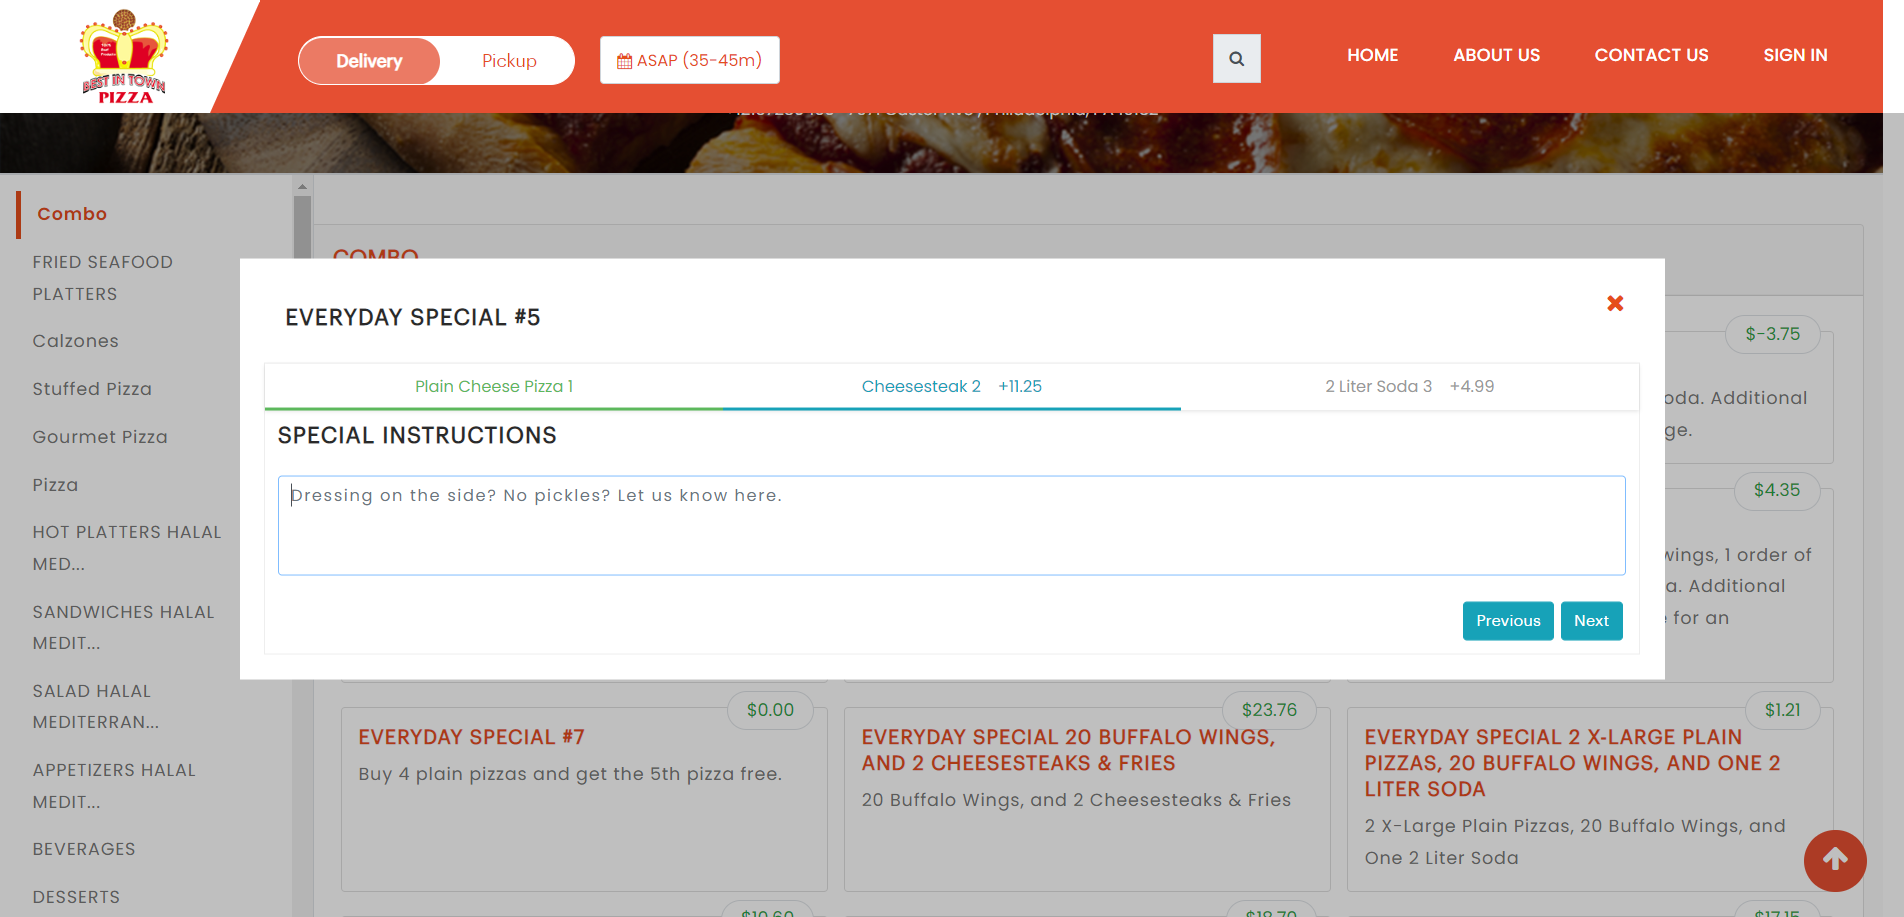 BEST IN TOWN
PIZZA
Delivery
Pickup
ASAP (35-45m)
HOME
ABOUT US
CONTACT US
SIGN IN
Combo
FRIED SEAFOOD
PLATTERS
Calzones
Stuffed Pizza
Gourmet Pizza
Pizza
HOT PLATTERS HALAL
MED...
SANDWICHES HALAL
MEDIT...
SALAD HALAL
MEDITERRAN...
APPETIZERS HALAL
MEDIT...
BEVERAGES
DESSERTS
COMBO
EVERYDAY SPECIAL #5
Plain Cheese Pizza 1
Cheesesteak 2 +11.25
2 Liter Soda 3 +4.99
SPECIAL INSTRUCTIONS
Dressing on the side? No pickles? Let us know here.
Previous
Next
$-3.75
oda. Additional
ge.
$4.35
wings, 1 order of
a. Additional
for an
$0.00
EVERYDAY SPECIAL #7
Buy 4 plain pizzas and get the 5th pizza free.
$23.76
EVERYDAY SPECIAL 20 BUFFALO WINGS,
AND 2 CHEESESTEAKS & FRIES
20 Buffalo Wings, and 2 Cheesesteaks & Fries
$1.21
EVERYDAY SPECIAL 2 X-LARGE PLAIN
PIZZAS, 20 BUFFALO WINGS, AND ONE 2
LITER SODA
2 X-Large Plain Pizzas, 20 Buffalo Wings, and
One 2 Liter Soda
$10.60
$18.70
$17.15